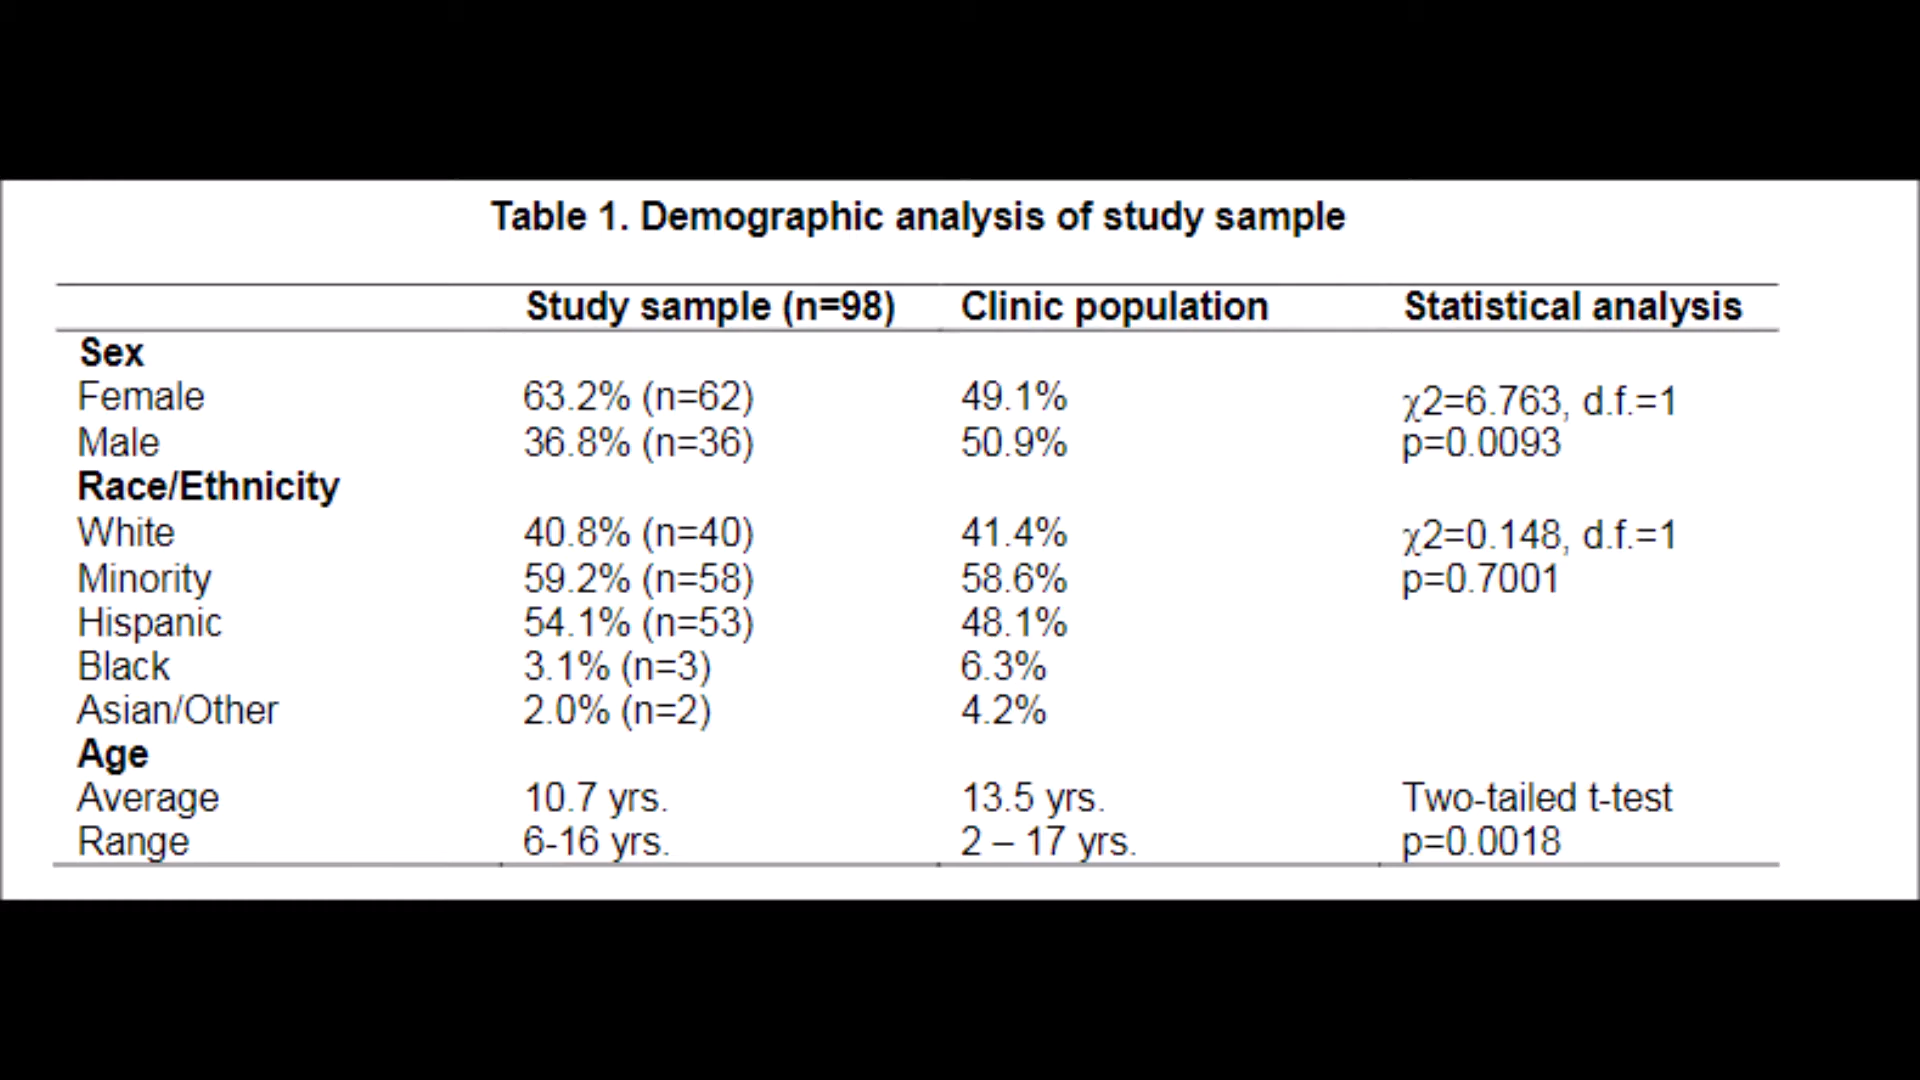 Table 1. Demographic analysis of study sample
Study sample (n=98) Clinic population Statistical analysis
Sex
Female 63.2% (n=62) 49.1% χ2=6.763, d.f.=1
Male 36.8% (n=36) 50.9% p=0.0093
Race/Ethnicity
White 40.8% (n=40) 41.4% χ2=0.148, d.f.=1
Minority 59.2% (n=58) 58.6% p=0.7001
Hispanic 54.1% (n=53) 48.1%
Black 3.1% (n=3) 6.3%
Asian/Other 2.0% (n=2) 4.2%
Age
Average 10.7 yrs. 13.5 yrs. Two-tailed t-test
Range 6-16 yrs. 2 – 17 yrs. p=0.0018